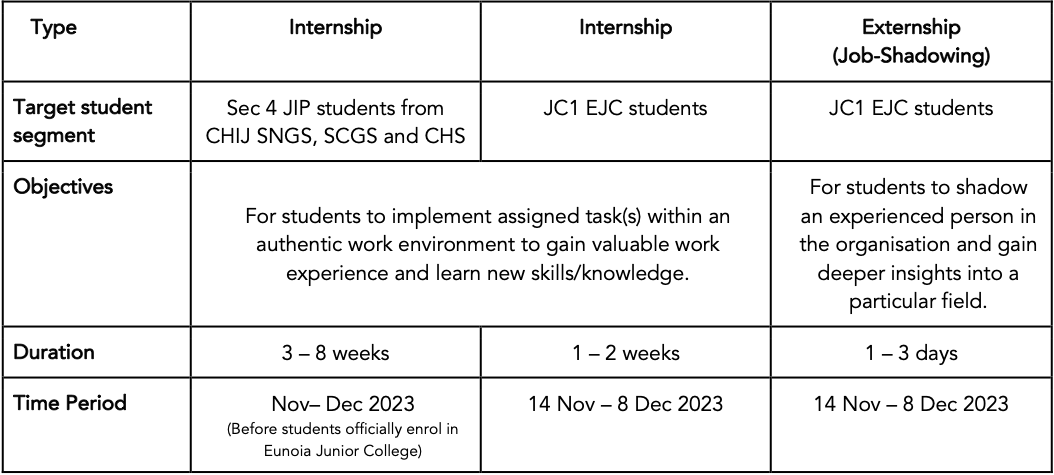 Type
Internship
Internship
Externship
(Job-Shadowing)
Target student
segment
Sec 4 JIP students from
CHIJ SNGS, SCGS and CHS
JC1 EJC students
JC1 EJC students
Objectives
For students to implement assigned task(s) within an
authentic work environment to gain valuable work
experience and learn new skills/knowledge.
For students to shadow
an experienced person in
the organisation and gain
deeper insights into a
particular field.
Duration
3 – 8 weeks
1 – 2 weeks
1 – 3 days
Time Period
Nov– Dec 2023
(Before students officially enrol in
Eunoia Junior College)
14 Nov – 8 Dec 2023
14 Nov – 8 Dec 2023